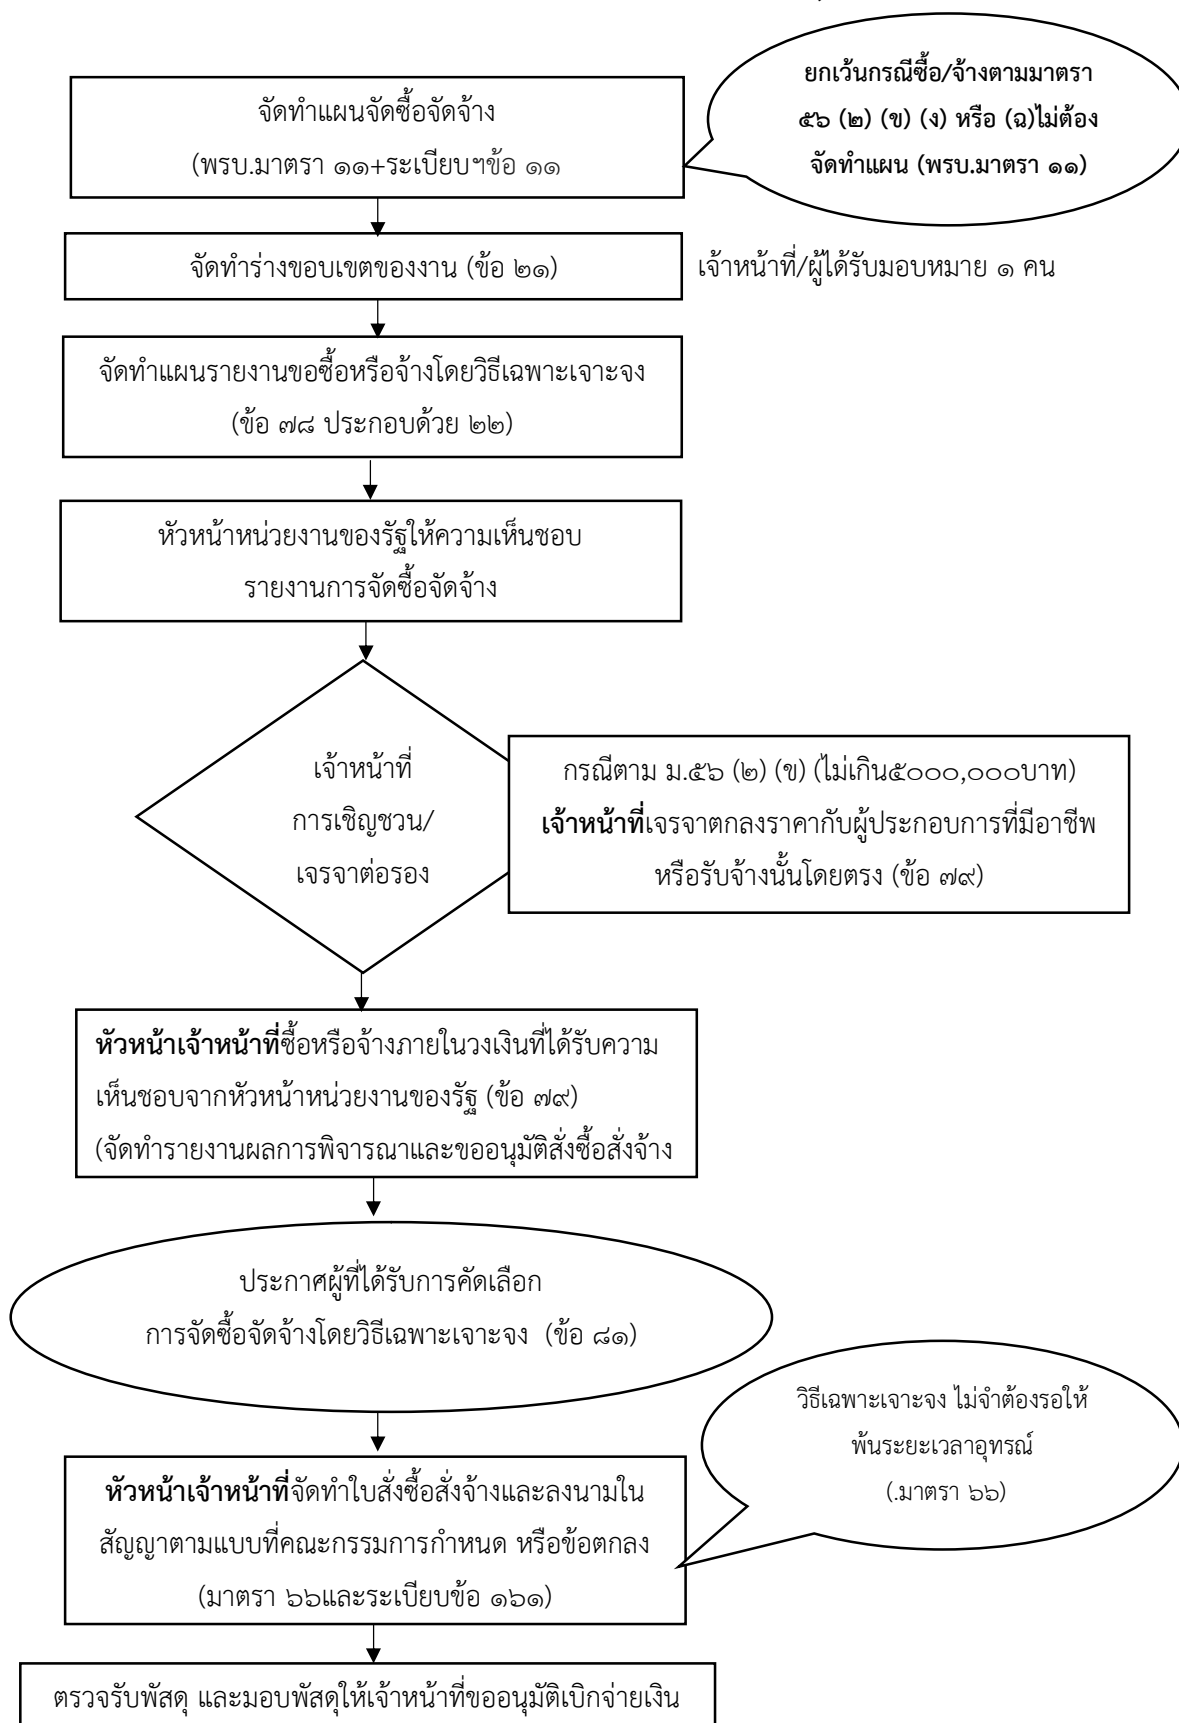 จัดทำแผนจัดซื้อจัดจ้าง
(พรบ.มาตรา ๑๑+ระเบียบฯข้อ ๑๑
ยกเว้นกรณีซื้อ/จ้างตามมาตรา
๕๖ (๒) (ข) (ง) หรือ (ฉ)ไม่ต้อง
จัดทำแผน (พรบ.มาตรา ๑๑)
จัดทำร่างขอบเขตของงาน (ข้อ ๒๑)
เจ้าหน้าที่/ผู้ได้รับมอบหมาย ๑ คน
จัดทำแผนรายงานขอซื้อหรือจ้างโดยวิธีเฉพาะเจาะจง
(ข้อ ๗๘ ประกอบด้วย ๒๒)
หัวหน้าหน่วยงานของรัฐให้ความเห็นชอบ
รายงานการจัดซื้อจัดจ้าง
เจ้าหน้าที่
การเชิญชวน/
เจรจาต่อรอง
กรณีตาม ม.๕๖ (๒) (ข) (ไม่เกิน๕๐๐๐,๐๐๐บาท)
เจ้าหน้าที่เจรจาตกลงราคากับผู้ประกอบการที่มีอาชีพ
หรือรับจ้างนั้นโดยตรง (ข้อ ๗๙)
หัวหน้าเจ้าหน้าที่ซื้อหรือจ้างภายในวงเงินที่ได้รับความ
เห็นชอบจากหัวหน้าหน่วยงานของรัฐ (ข้อ ๗๙)
(จัดทำรายงานผลการพิจารณาและขออนุมัติสั่งซื้อสั่งจ้าง
ประกาศผู้ที่ได้รับการคัดเลือก
การจัดซื้อจัดจ้างโดยวิธีเฉพาะเจาะจง (ข้อ ๘๑)
วิธีเฉพาะเจาะจง ไม่จำต้องรอให้
พ้นระยะเวลาอุทรณ์
(.มาตรา ๖๖)
หัวหน้าเจ้าหน้าที่จัดทำใบสั่งซื้อสั่งจ้างและลงนามใน
สัญญาตามแบบที่คณะกรรมการกำหนด หรือข้อตกลง
(มาตรา ๖๖และระเบียบข้อ ๑๖๑)
ตรวจรับพัสดุ และมอบพัสดุให้เจ้าหน้าที่ขออนุมัติเบิกจ่ายเงิน